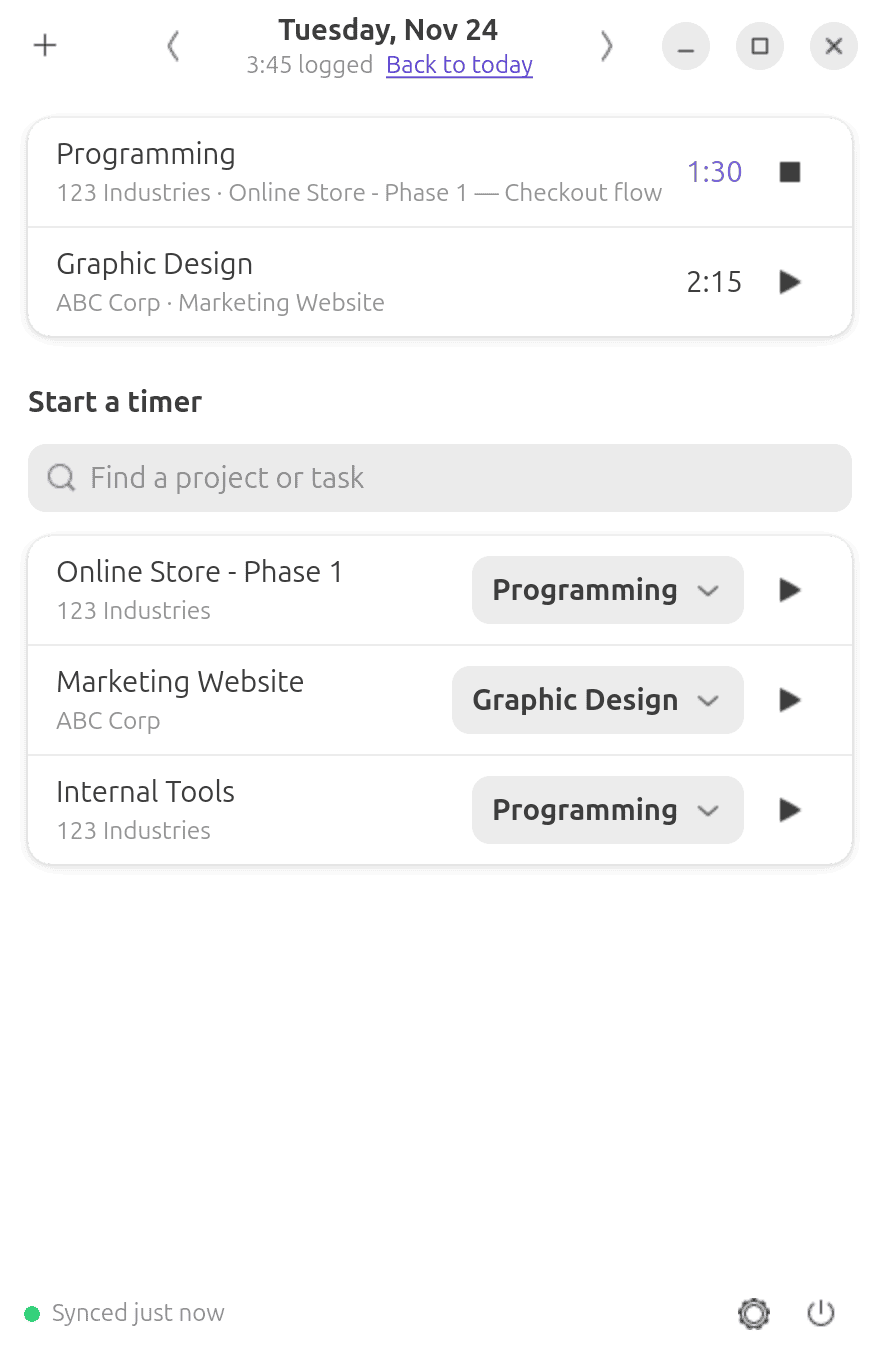 Tuesday, Nov 24
3:45 logged Back to today
Programming
123 Industries · Online Store - Phase 1 — Checkout flow
1:30
Graphic Design
ABC Corp · Marketing Website
2:15
Start a timer
Find a project or task
Online Store - Phase 1
123 Industries
Programming
Marketing Website
ABC Corp
Graphic Design
Internal Tools
123 Industries
Programming
Synced just now